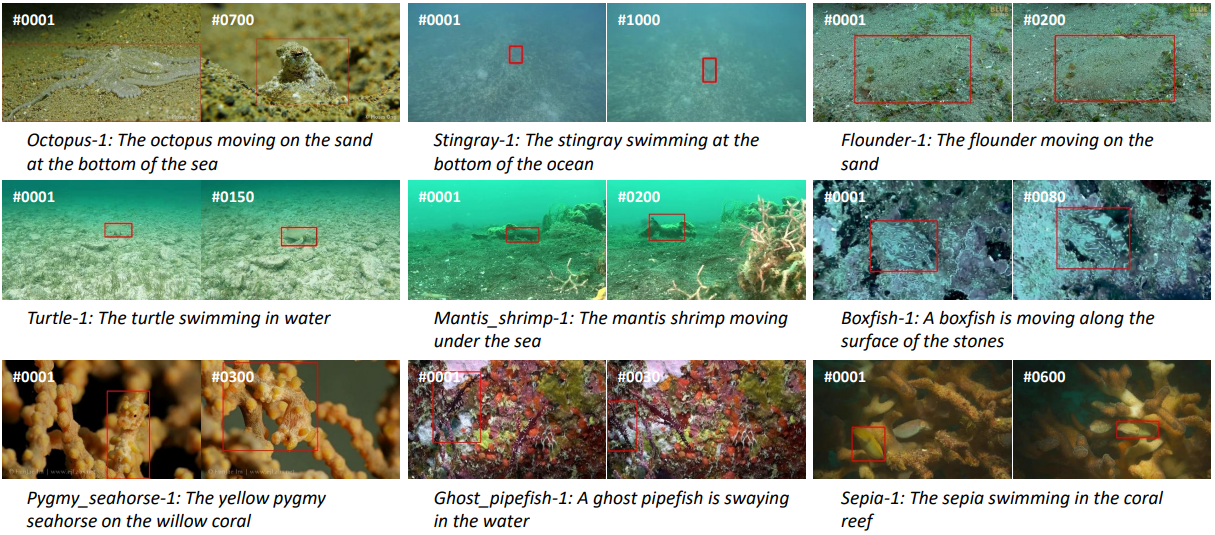 #0001
#0700
#0001
#1000
#0001
#0200
Octopus-1: The octopus moving on the sand
at the bottom of the sea
Stingray-1: The stingray swimming at the
bottom of the ocean
Flounder-1: The flounder moving on the
sand
#0001
#0150
#0001
#0200
#0001
#0080
Turtle-1: The turtle swimming in water
Mantis_shrimp-1: The mantis shrimp moving
under the sea
Boxfish-1: A boxfish is moving along the
surface of the stones
#0001
#0300
#0001
#0030
#0001
#0600
Pygmy_seahorse-1: The yellow pygmy
seahorse on the willow coral
Ghost_pipefish-1: A ghost pipefish is swaying
in the water
Sepia-1: The sepia swimming in the coral
reef